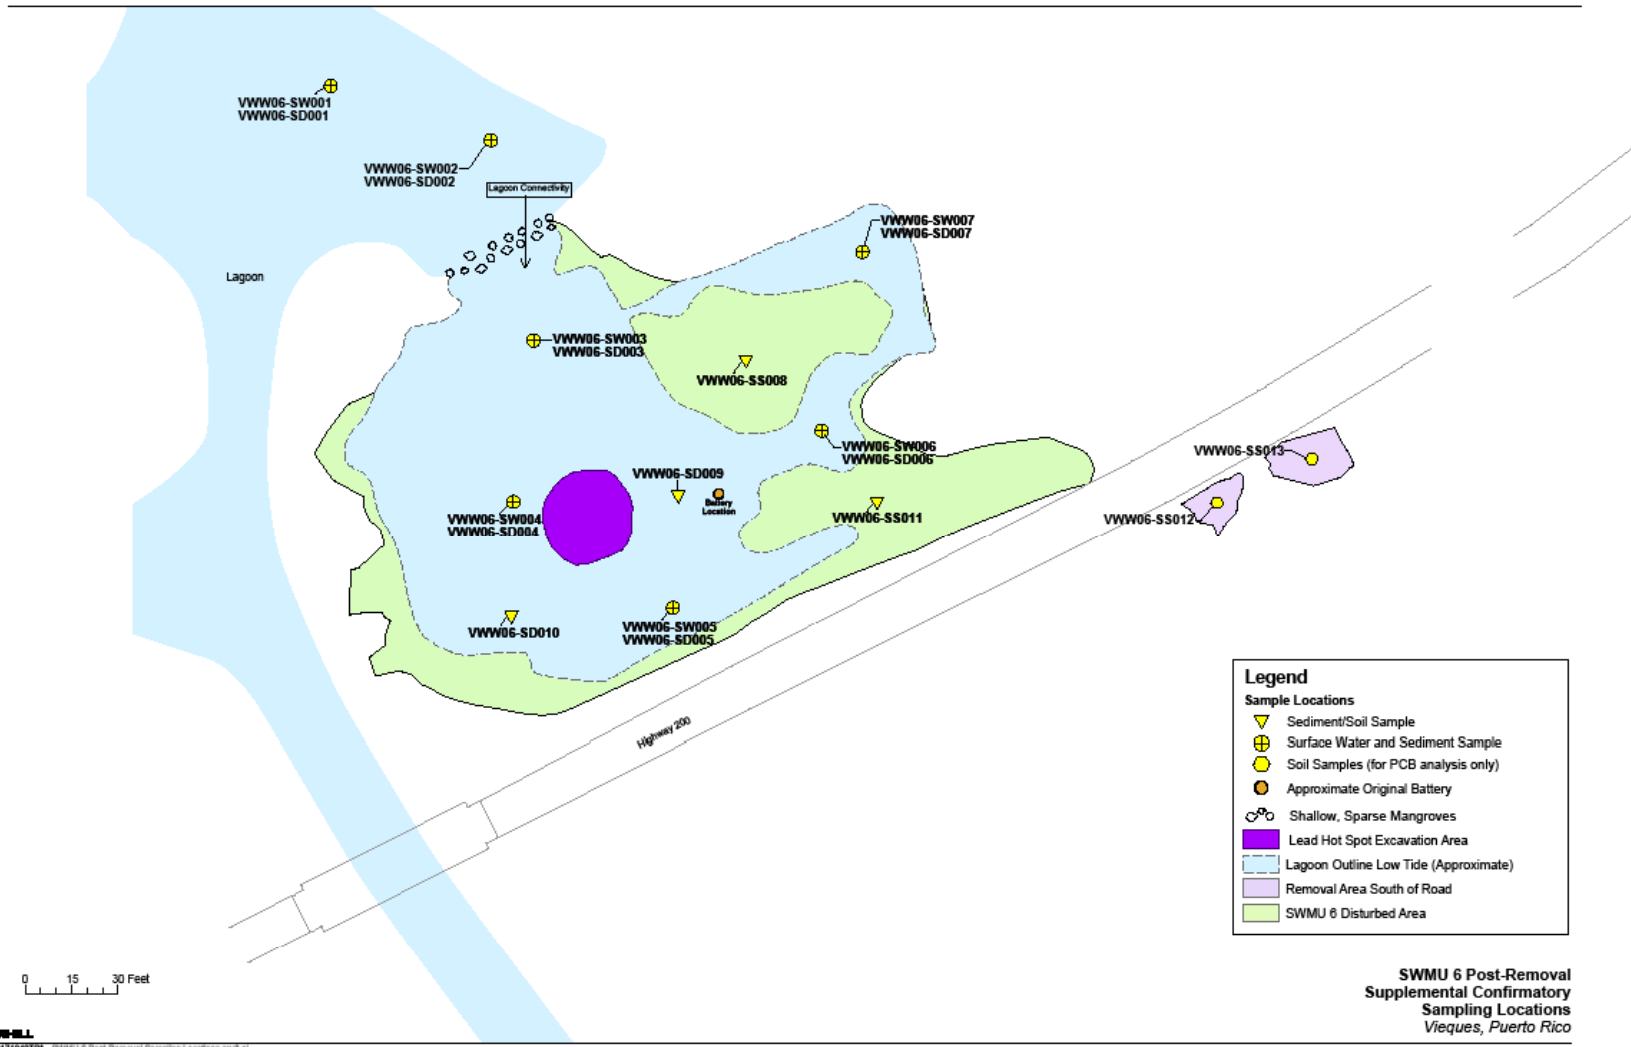 VWW06-SW001
VWW06-SD001
VWW06-SW002
VWW06-SD002
Lagoon Connectivity
VWW06-SW007
VWW06-SD007
Lagoon
VWW06-SW003
VWW06-SD003
VWW06-SS008
VWW06-SW006
VWW06-SD006
VWW06-SS013
VWW06-SD009
Battery
Location
VWW06-SW004
VWW06-SD004
VWW06-SS011
VWW06-SS012
VWW06-SD010
VWW06-SW005
VWW06-SD005
Highway 200
Legend
Sample Locations
Sediment/Soil Sample
Surface Water and Sediment Sample
Soil Samples (for PCB analysis only)
Approximate Original Battery
Shallow, Sparse Mangroves
Lead Hot Spot Excavation Area
Lagoon Outline Low Tide (Approximate)
Removal Area South of Road
SWMU 6 Disturbed Area
0 15 30 Feet
SWMU 6 Post-Removal
Supplemental Confirmatory
Sampling Locations
Vieques, Puerto Rico